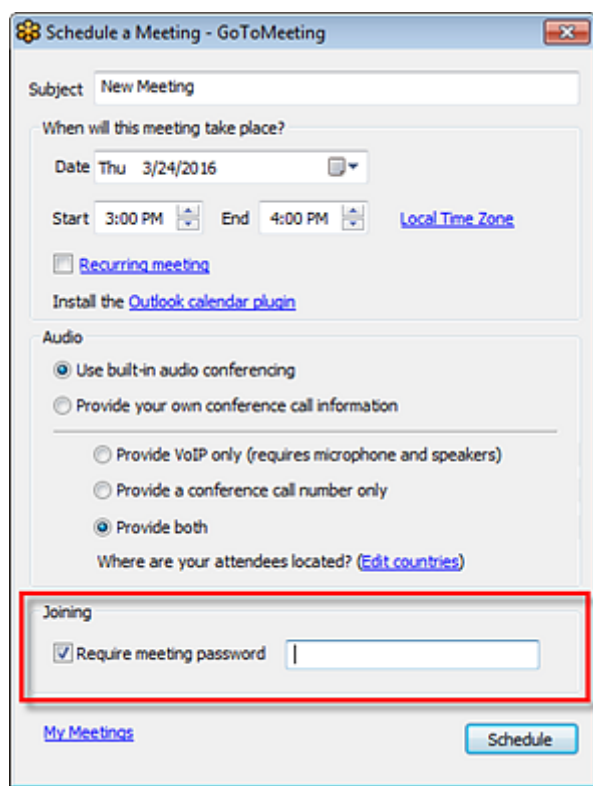 Schedule a Meeting - GoToMeeting
Subject New Meeting
When will this meeting take place?
Date Thu 3/24/2016
Start 3:00 PM End 4:00 PM Local Time Zone
Recurring meeting
Install the Outlook calendar plugin
Audio
Use built-in audio conferencing
Provide your own conference call information
Provide VoIP only (requires microphone and speakers)
Provide a conference call number only
Provide both
Where are your attendees located? (Edit countries)
Joining
Require meeting password
My Meetings Schedule